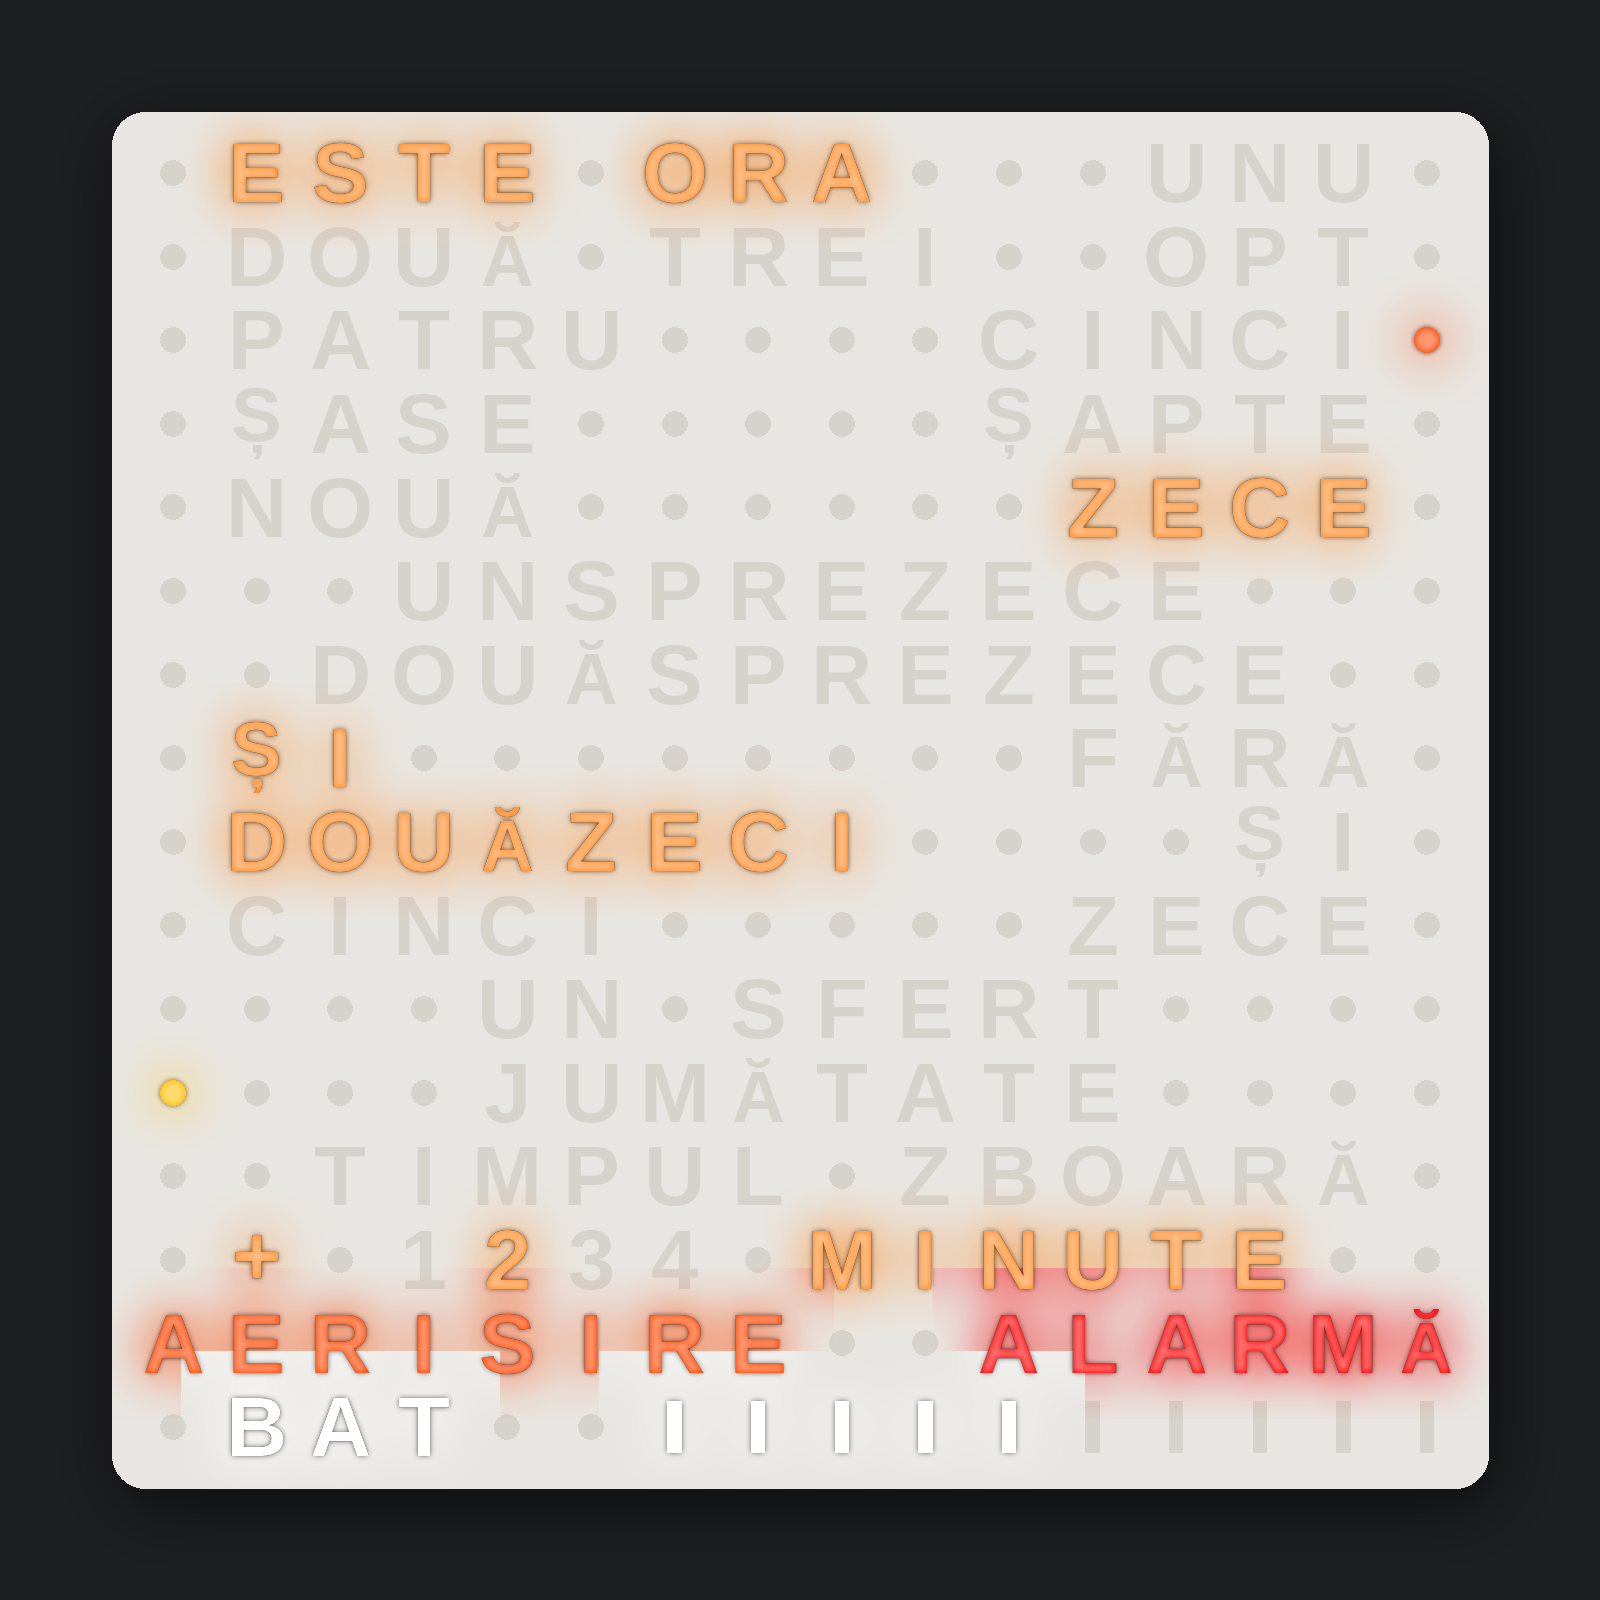 ESTE ORA UNU
DOUĂ TREI OPT
PATRU CINCI
ȘASE ȘAPTE
NOUĂ ZECE
UNSPREZECE
DOUĂSPREZECE
ȘI FĂRĂ
DOUĂZECI ȘI
CINCI ZECE
UN SFERT
JUMĂTATE
TIMPUL ZBOARĂ
+ 1 2 3 4 MINUTE
AERISIRE ALARMĂ
BAT I I I I I I I I I I